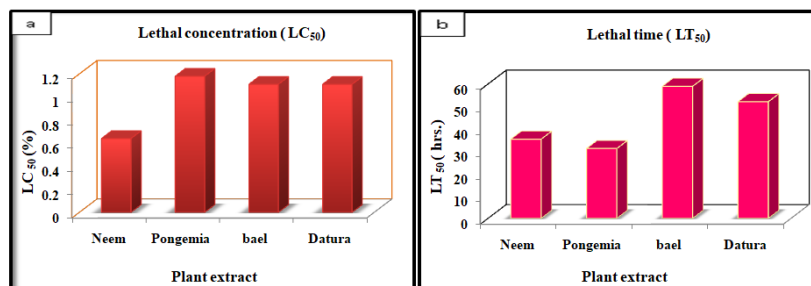 a
Lethal concentration ( LC50)
1.2
1
0.8
0.6
0.4
0.2
0
LC 50 (%)
Neem Pongemia bael Datura
Plant extract
b
Lethal time ( LT50)
60
50
40
30
20
10
0
LT50 ( hrs.)
Neem Pongemia bael Datura
Plant extract